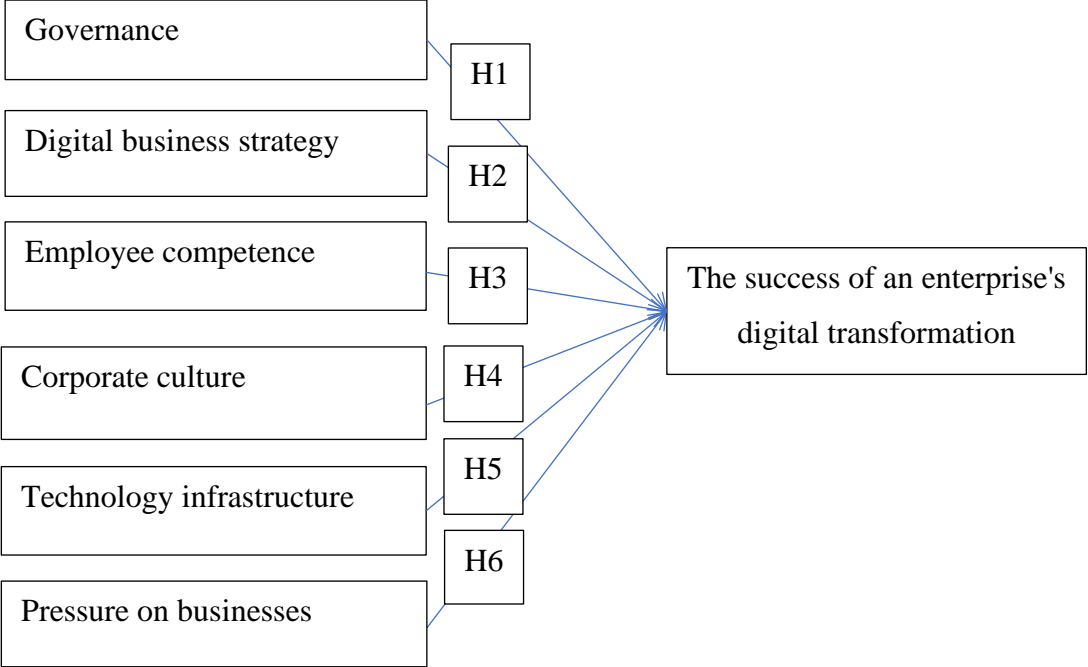 Governance
H1
Digital business strategy
H2
Employee competence
H3
The success of an enterprise's
digital transformation
Corporate culture
H4
Technology infrastructure
H5
H6
Pressure on businesses